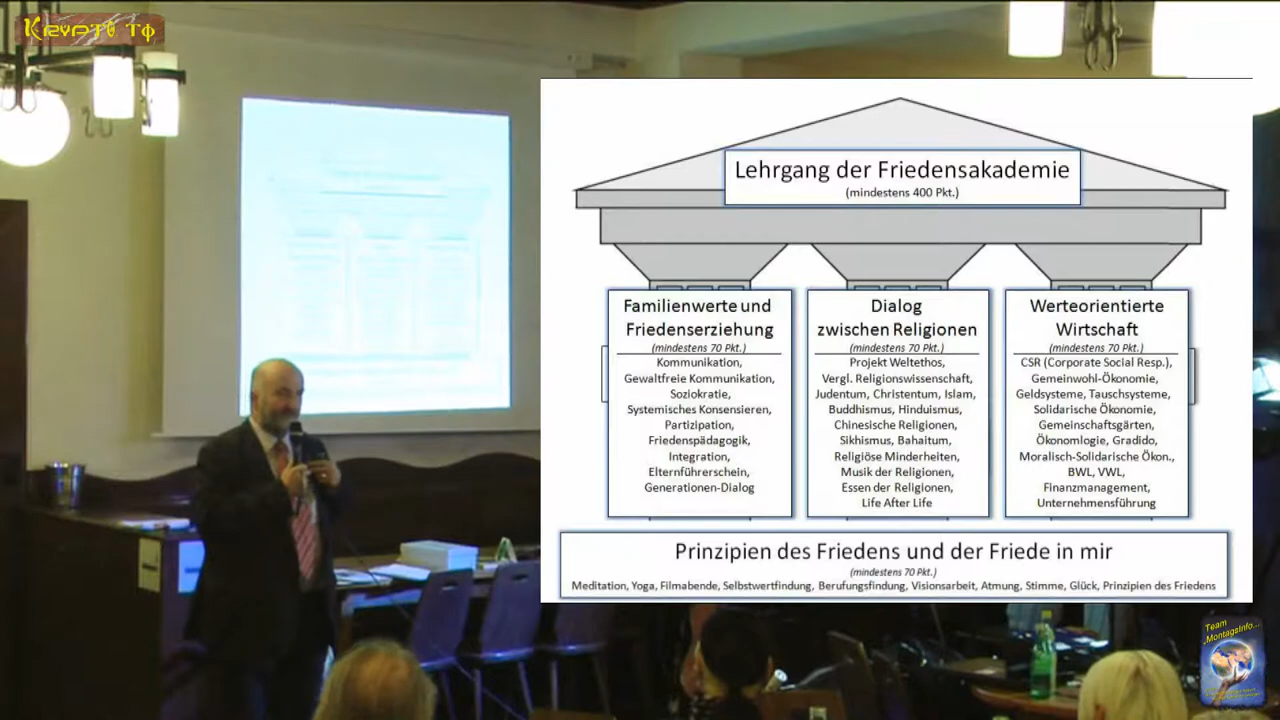 Krypto TV
Lehrgang der Friedensakademie
(mindestens 400 Pkt.)
Familienwerte und
Friedenserziehung
(mindestens 70 Pkt.)
Kommunikation,
Gewaltfreie Kommunikation,
Soziokratie,
Systemisches Konsensieren,
Partizipation,
Friedenspädagogik,
Integration,
Elternführerschein,
Generationen-Dialog
Dialog
zwischen Religionen
(mindestens 70 Pkt.)
Projekt Weltethos,
Vergl. Religionswissenschaft,
Judentum, Christentum, Islam,
Buddhismus, Hinduismus,
Chinesische Religionen,
Sikhismus, Bahaitum,
Religiöse Minderheiten,
Musik der Religionen,
Essen der Religionen,
Life After Life
Werteorientierte
Wirtschaft
(mindestens 70 Pkt.)
CSR (Corporate Social Resp.),
Gemeinwohl-Ökonomie,
Geldsysteme, Tauschsysteme,
Solidarische Ökonomie,
Gemeinschaftsgärten,
Ökonomlogie, Gradido,
Moralisch-Solidarische Ökon.,
BWL, VWL,
Finanzmanagement,
Unternehmensführung
Prinzipien des Friedens und der Friede in mir
(mindestens 70 Pkt.)
Meditation, Yoga, Filmabende, Selbstwertfindung, Berufungsfindung, Visionsarbeit, Atmung, Stimme, Glück, Prinzipien des Friedens
Team
„MontagsInfo...